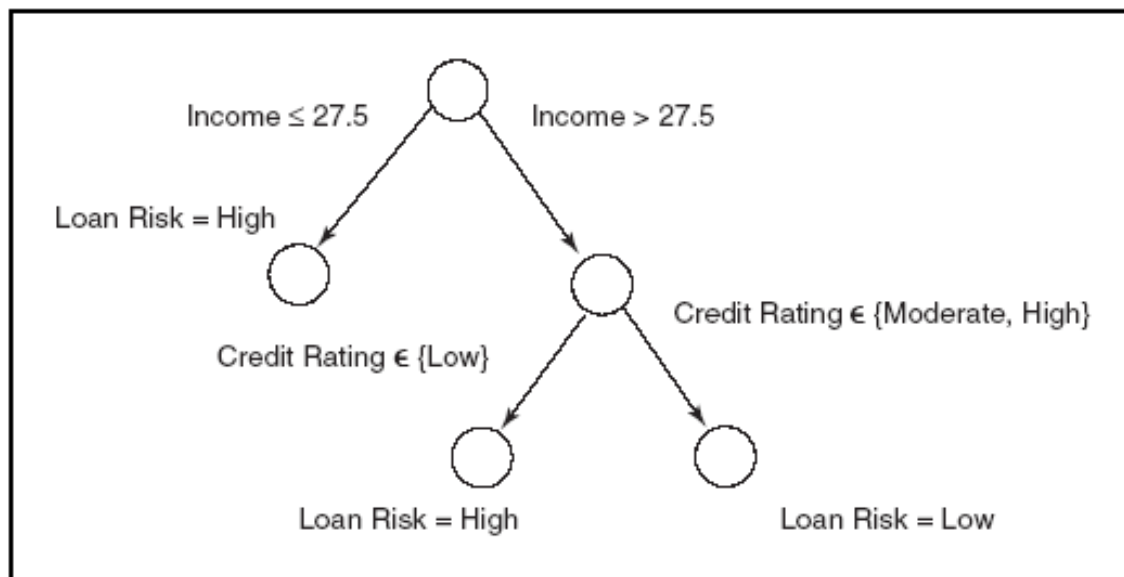 Income ≤ 27.5
Income > 27.5
Loan Risk = High
Credit Rating ϵ {Moderate, High}
Credit Rating ϵ {Low}
Loan Risk = High
Loan Risk = Low